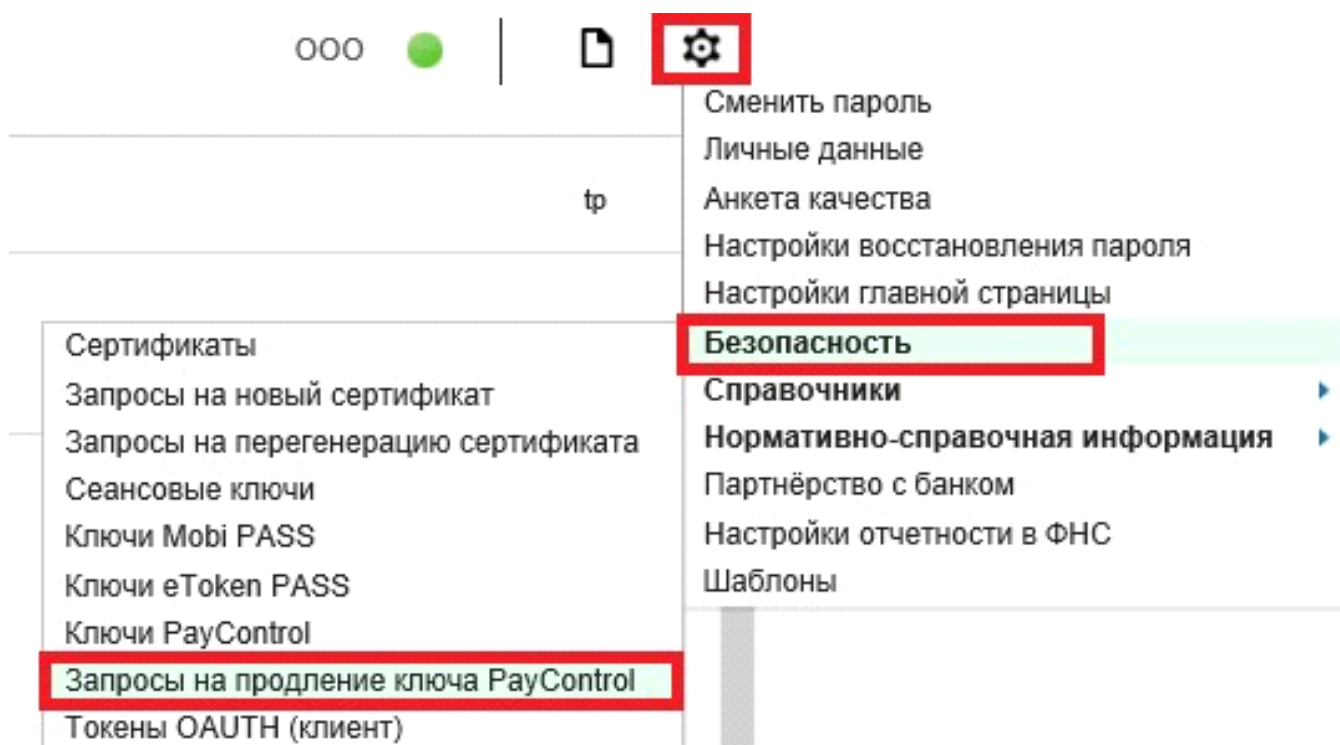 ООО
Сменить пароль
Личные данные
tp
Анкета качества
Настройки восстановления пароля
Настройки главной страницы
Безопасность
Справочники
Нормативно-справочная информация
Партнёрство с банком
Настройки отчетности в ФНС
Шаблоны
Сертификаты
Запросы на новый сертификат
Запросы на перегенерацию сертификата
Сеансовые ключи
Ключи Mobi PASS
Ключи eToken PASS
Ключи PayControl
Запросы на продление ключа PayControl
Токены OAUTH (клиент)